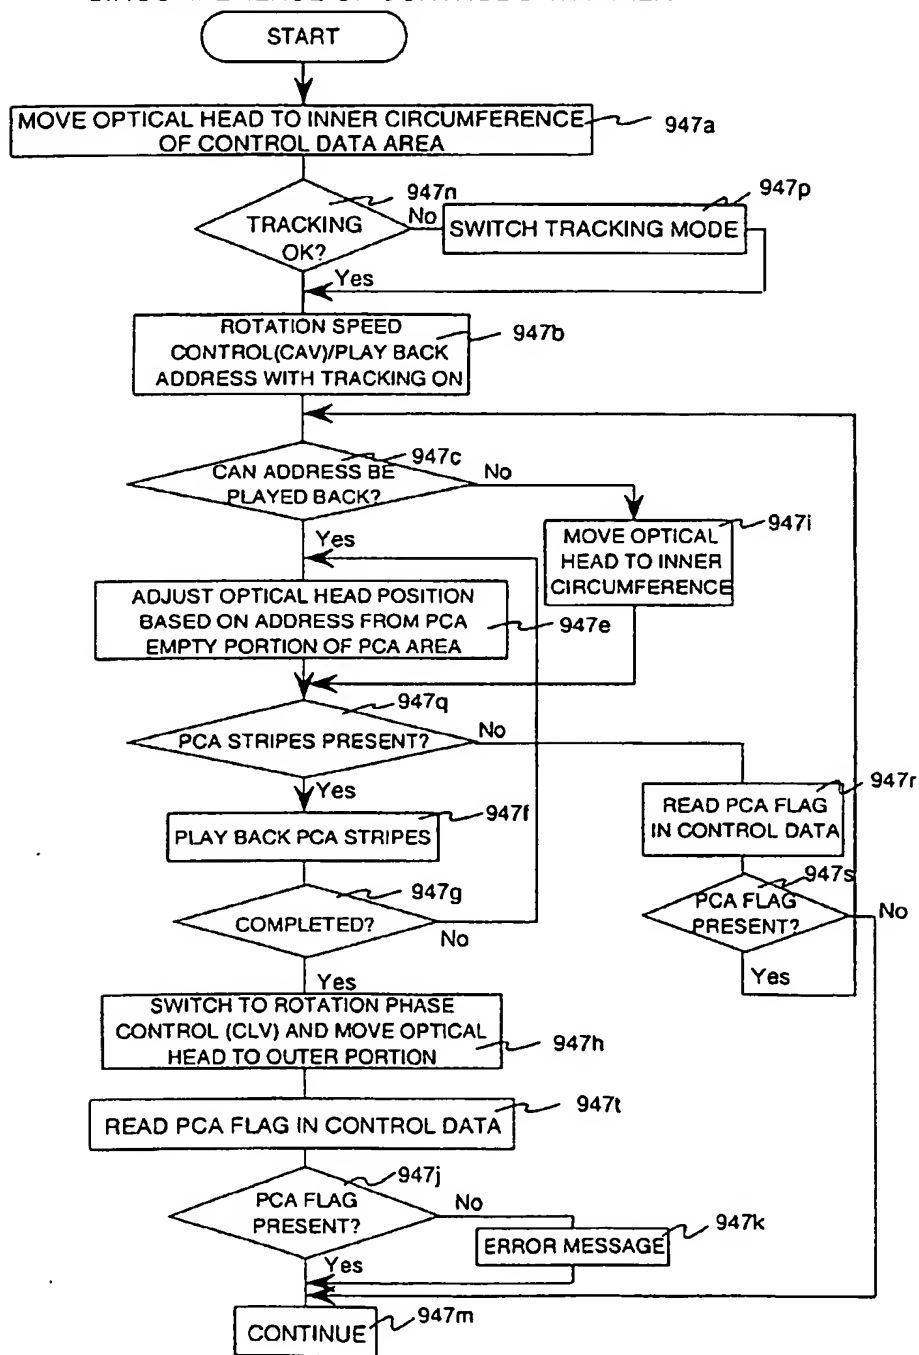 START
MOVE OPTICAL HEAD TO INNER CIRCUMFERENCE
OF CONTROL DATA AREA
947a
947n
TRACKING
OK?
No
947p
SWITCH TRACKING MODE
Yes
ROTATION SPEED
CONTROL(CAV)/PLAY BACK
ADDRESS WITH TRACKING ON
947b
947c
CAN ADDRESS BE
PLAYED BACK?
No
947i
MOVE OPTICAL
HEAD TO INNER
CIRCUMFERENCE
Yes
ADJUST OPTICAL HEAD POSITION
BASED ON ADDRESS FROM PCA
EMPTY PORTION OF PCA AREA
947e
947q
PCA STRIPES PRESENT?
No
Yes
947r
READ PCA FLAG
IN CONTROL DATA
947f
PLAY BACK PCA STRIPES
947s
PCA FLAG
PRESENT?
No
Yes
947g
COMPLETED?
No
Yes
SWITCH TO ROTATION PHASE
CONTROL (CLV) AND MOVE OPTICAL
HEAD TO OUTER PORTION
947h
947t
READ PCA FLAG IN CONTROL DATA
947j
PCA FLAG
PRESENT?
No
947k
ERROR MESSAGE
Yes
947m
CONTINUE